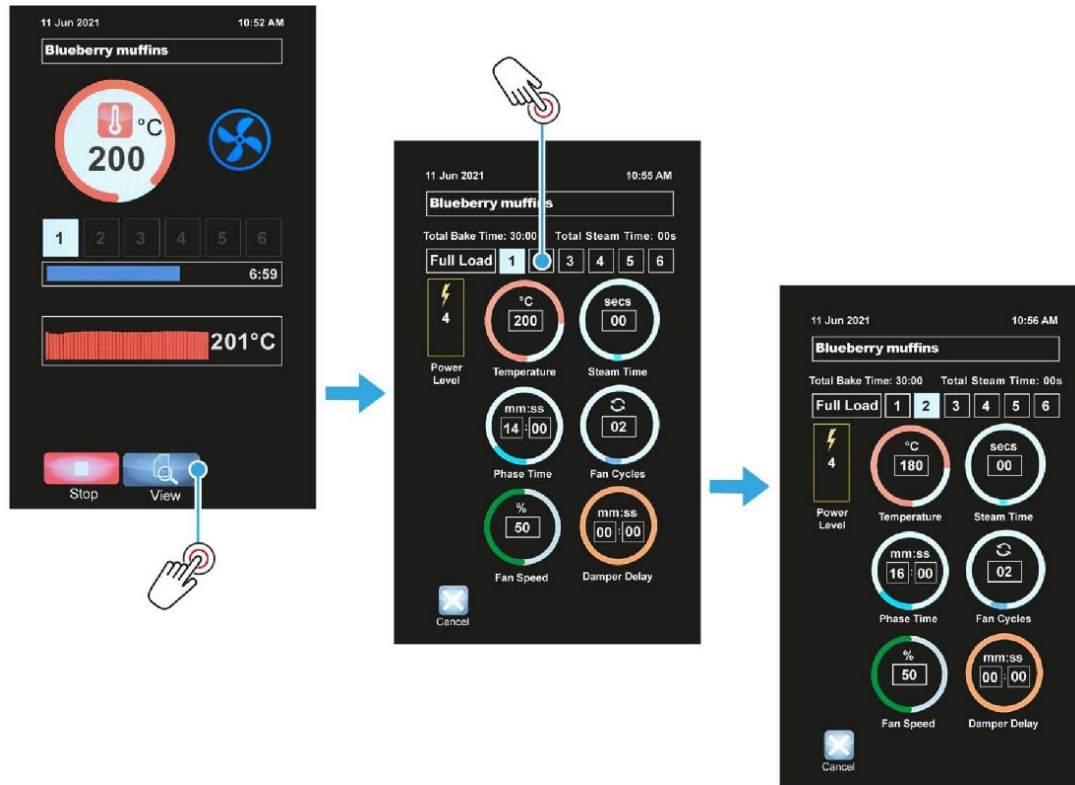 11 Jun 2021 10:52 AM
Blueberry muffins
°C
200
1 2 3 4 5 6
6:59
201°C
Stop View
11 Jun 2021 10:55 AM
Blueberry muffins
Total Bake Time: 30:00 Total Steam Time: 00s
Full Load 1 3 4 5 6
4
Power
Level
°C
200
Temperature
secs
00
Steam Time
mm:ss
14:00
Phase Time
02
Fan Cycles
%
50
Fan Speed
mm:ss
00:00
Damper Delay
Cancel
11 Jun 2021 10:56 AM
Blueberry muffins
Total Bake Time: 30:00 Total Steam Time: 00s
Full Load 1 2 3 4 5 6
4
Power
Level
°C
180
Temperature
secs
00
Steam Time
mm:ss
16:00
Phase Time
02
Fan Cycles
%
50
Fan Speed
mm:ss
00:00
Damper Delay
Cancel